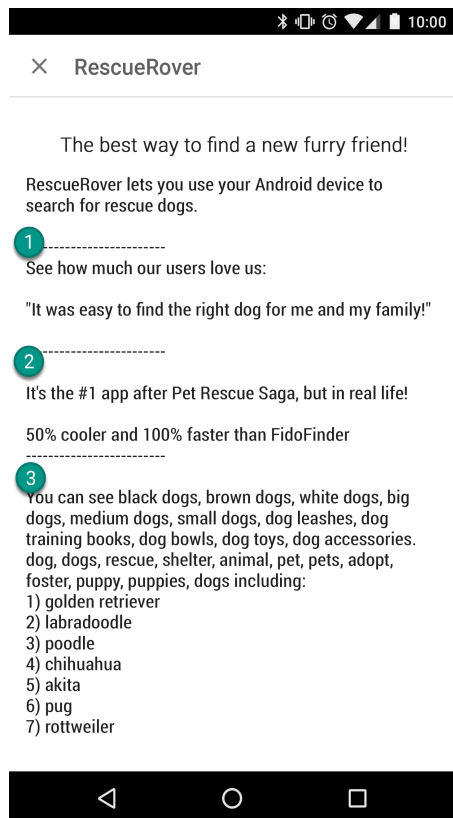 10:00
RescueRover
The best way to find a new furry friend!
RescueRover lets you use your Android device to
search for rescue dogs.
1 ----------------------
See how much our users love us:
"It was easy to find the right dog for me and my family!"
----------------------
2
It's the #1 app after Pet Rescue Saga, but in real life!
50% cooler and 100% faster than FidoFinder
-------------------------
3
You can see black dogs, brown dogs, white dogs, big
dogs, medium dogs, small dogs, dog leashes, dog
training books, dog bowls, dog toys, dog accessories.
dog, dogs, rescue, shelter, animal, pet, pets, adopt,
foster, puppy, puppies, dogs including:
1) golden retriever
2) labradoodle
3) poodle
4) chihuahua
5) akita
6) pug
7) rottweiler